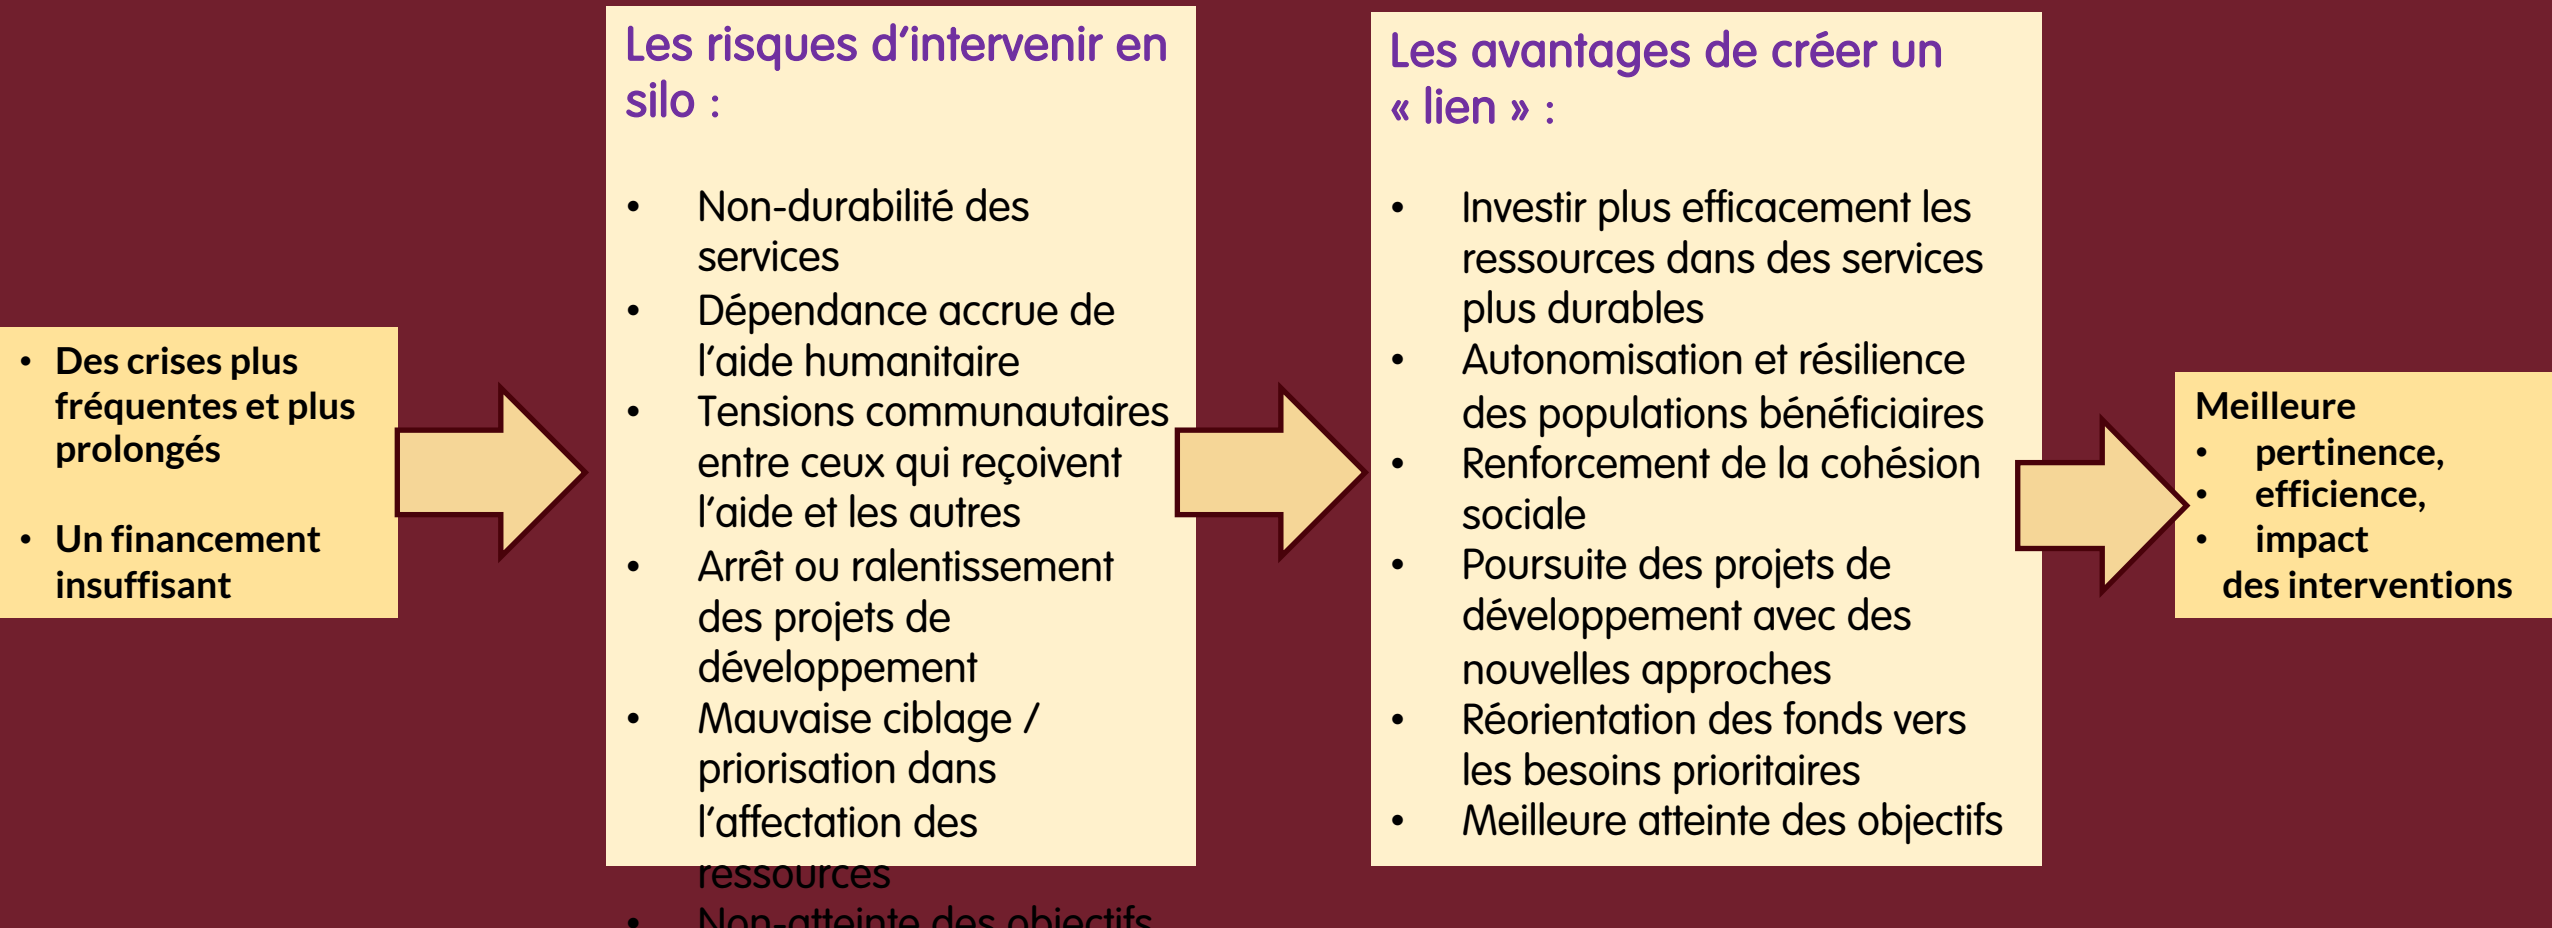 • Des crises plus
fréquentes et plus
prolongés
• Un financement
insuffisant
Les risques d’intervenir en
silo :
• Non-durabilité des
services
• Dépendance accrue de
l’aide humanitaire
• Tensions communautaires
entre ceux qui reçoivent
l’aide et les autres
• Arrêt ou ralentissement
des projets de
développement
• Mauvaise ciblage /
priorisation dans
l’affectation des
ressources
• Non-atteinte des objectifs
Les avantages de créer un
« lien » :
• Investir plus efficacement les
ressources dans des services
plus durables
• Autonomisation et résilience
des populations bénéficiaires
• Renforcement de la cohésion
sociale
• Poursuite des projets de
développement avec des
nouvelles approches
• Réorientation des fonds vers
les besoins prioritaires
• Meilleure atteinte des objectifs
Meilleure
• pertinence,
• efficience,
• impact
des interventions